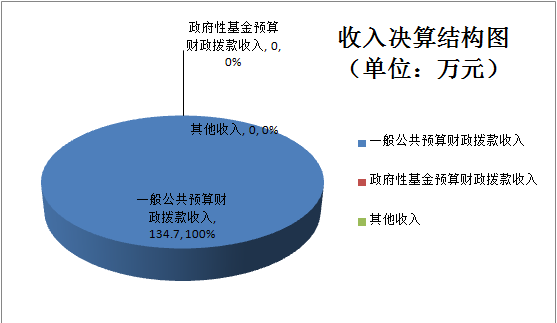 收入决算结构图
（单位：万元）
政府性基金预算
财政拨款收入, 0,
0%
其他收入, 0, 0%
一般公共预算财
政拨款收入,
134.7, 100%
一般公共预算财政拨款收入
政府性基金预算财政拨款收入
其他收入